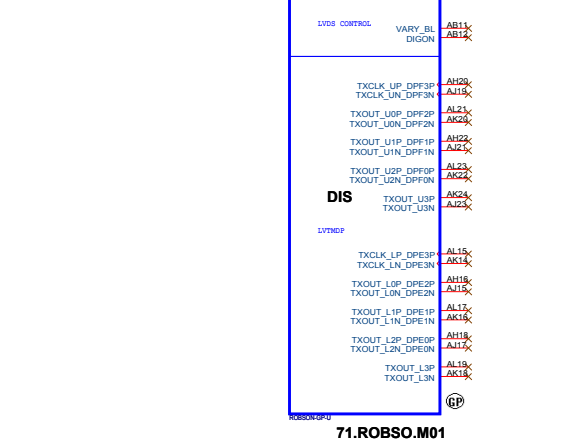 LVDS CONTROL
VARY_BL AB11
DIGON AB12
TXCLK_UP_DPF3P AH20
TXCLK_UN_DPF3N AJ19
TXOUT_U0P_DPF2P AL21
TXOUT_U0N_DPF2N AK20
TXOUT_U1P_DPF1P AH22
TXOUT_U1N_DPF1N AJ21
TXOUT_U2P_DPF0P AL23
TXOUT_U2N_DPF0N AK22
DIS
TXOUT_U3P AK24
TXOUT_U3N AJ23
LVTMDP
TXCLK_LP_DPE3P AL15
TXCLK_LN_DPE3N AK14
TXOUT_L0P_DPE2P AH16
TXOUT_L0N_DPE2N AJ15
TXOUT_L1P_DPE1P AL17
TXOUT_L1N_DPE1N AK16
TXOUT_L2P_DPE0P AH18
TXOUT_L2N_DPE0N AJ17
TXOUT_L3P AL19
TXOUT_L3N AK18
GP
ROBSON-GP-U
71.ROBSO.M01